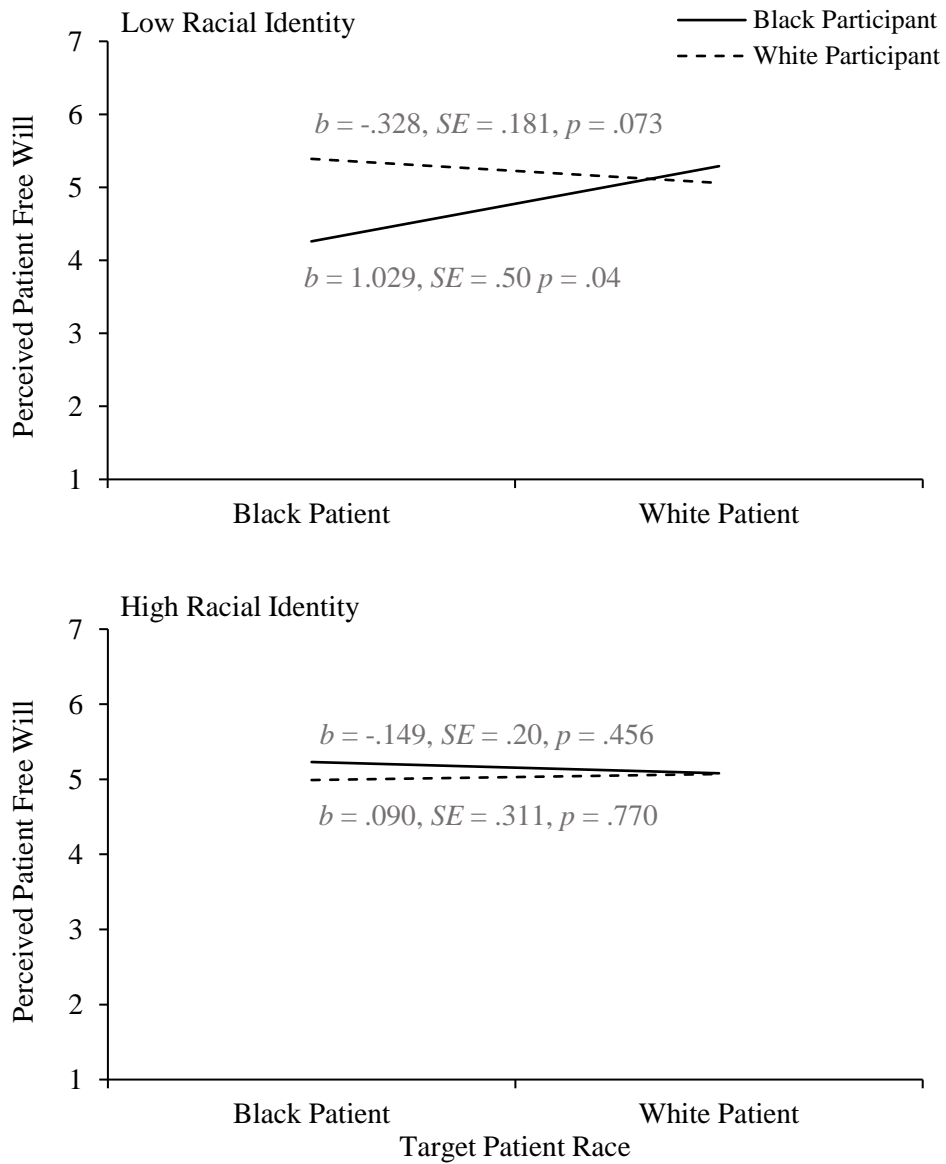 Low Racial Identity
Black Participant
White Participant
Perceived Patient Free Will
7
6
5
4
3
2
1
b = -.328, SE = .181, p = .073
b = 1.029, SE = .50 p = .04
Black Patient White Patient
High Racial Identity
Perceived Patient Free Will
7
6
5
4
3
2
1
b = -.149, SE = .20, p = .456
b = .090, SE = .311, p = .770
Black Patient White Patient
Target Patient Race